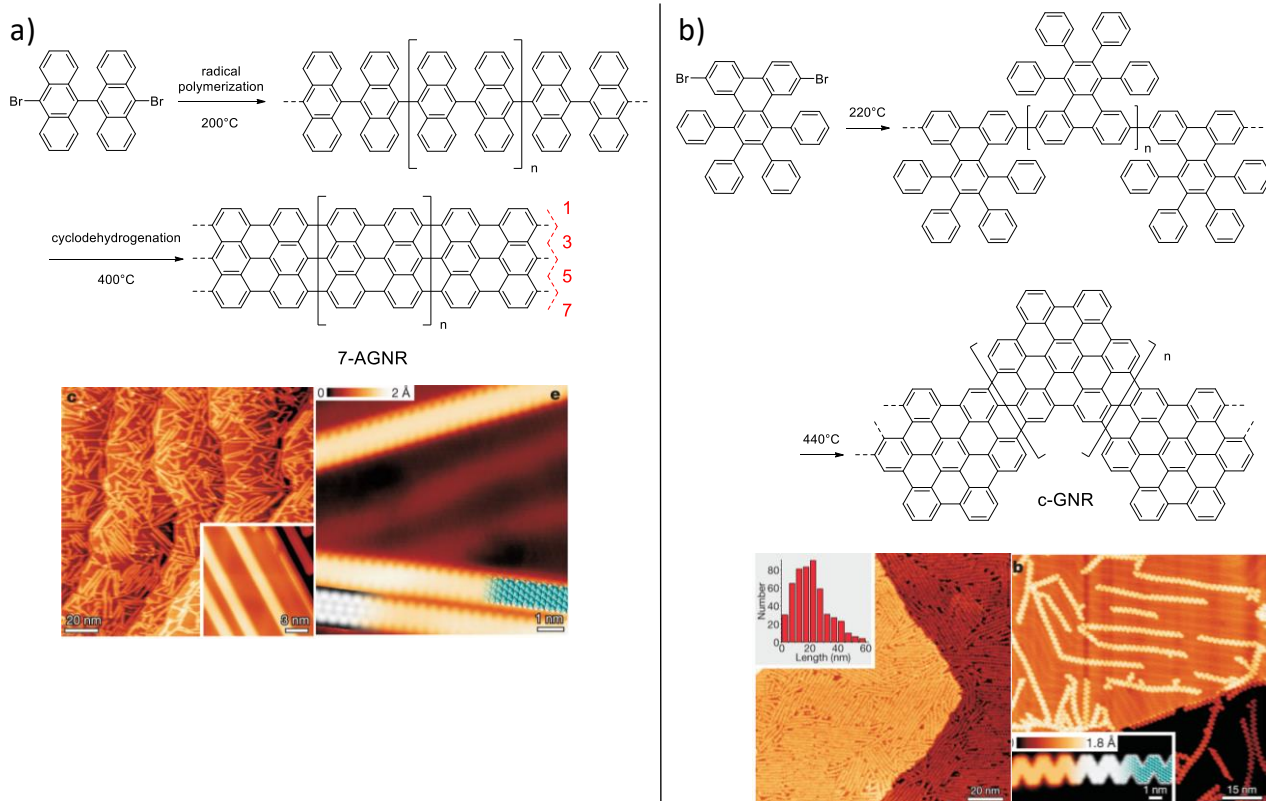 a)
Br
Br
radical
polymerization
200°C
n
cyclodehydrogenation
400°C
n
1
3
5
7
7-AGNR
c
20 nm
3 nm
0
2 Å
e
1 nm
b)
Br
Br
220°C
n
440°C
n
c-GNR
Number
80
60
40
20
0
0 20 40 60
Length (nm)
20 nm
b
1.8 Å
1 nm
15 nm